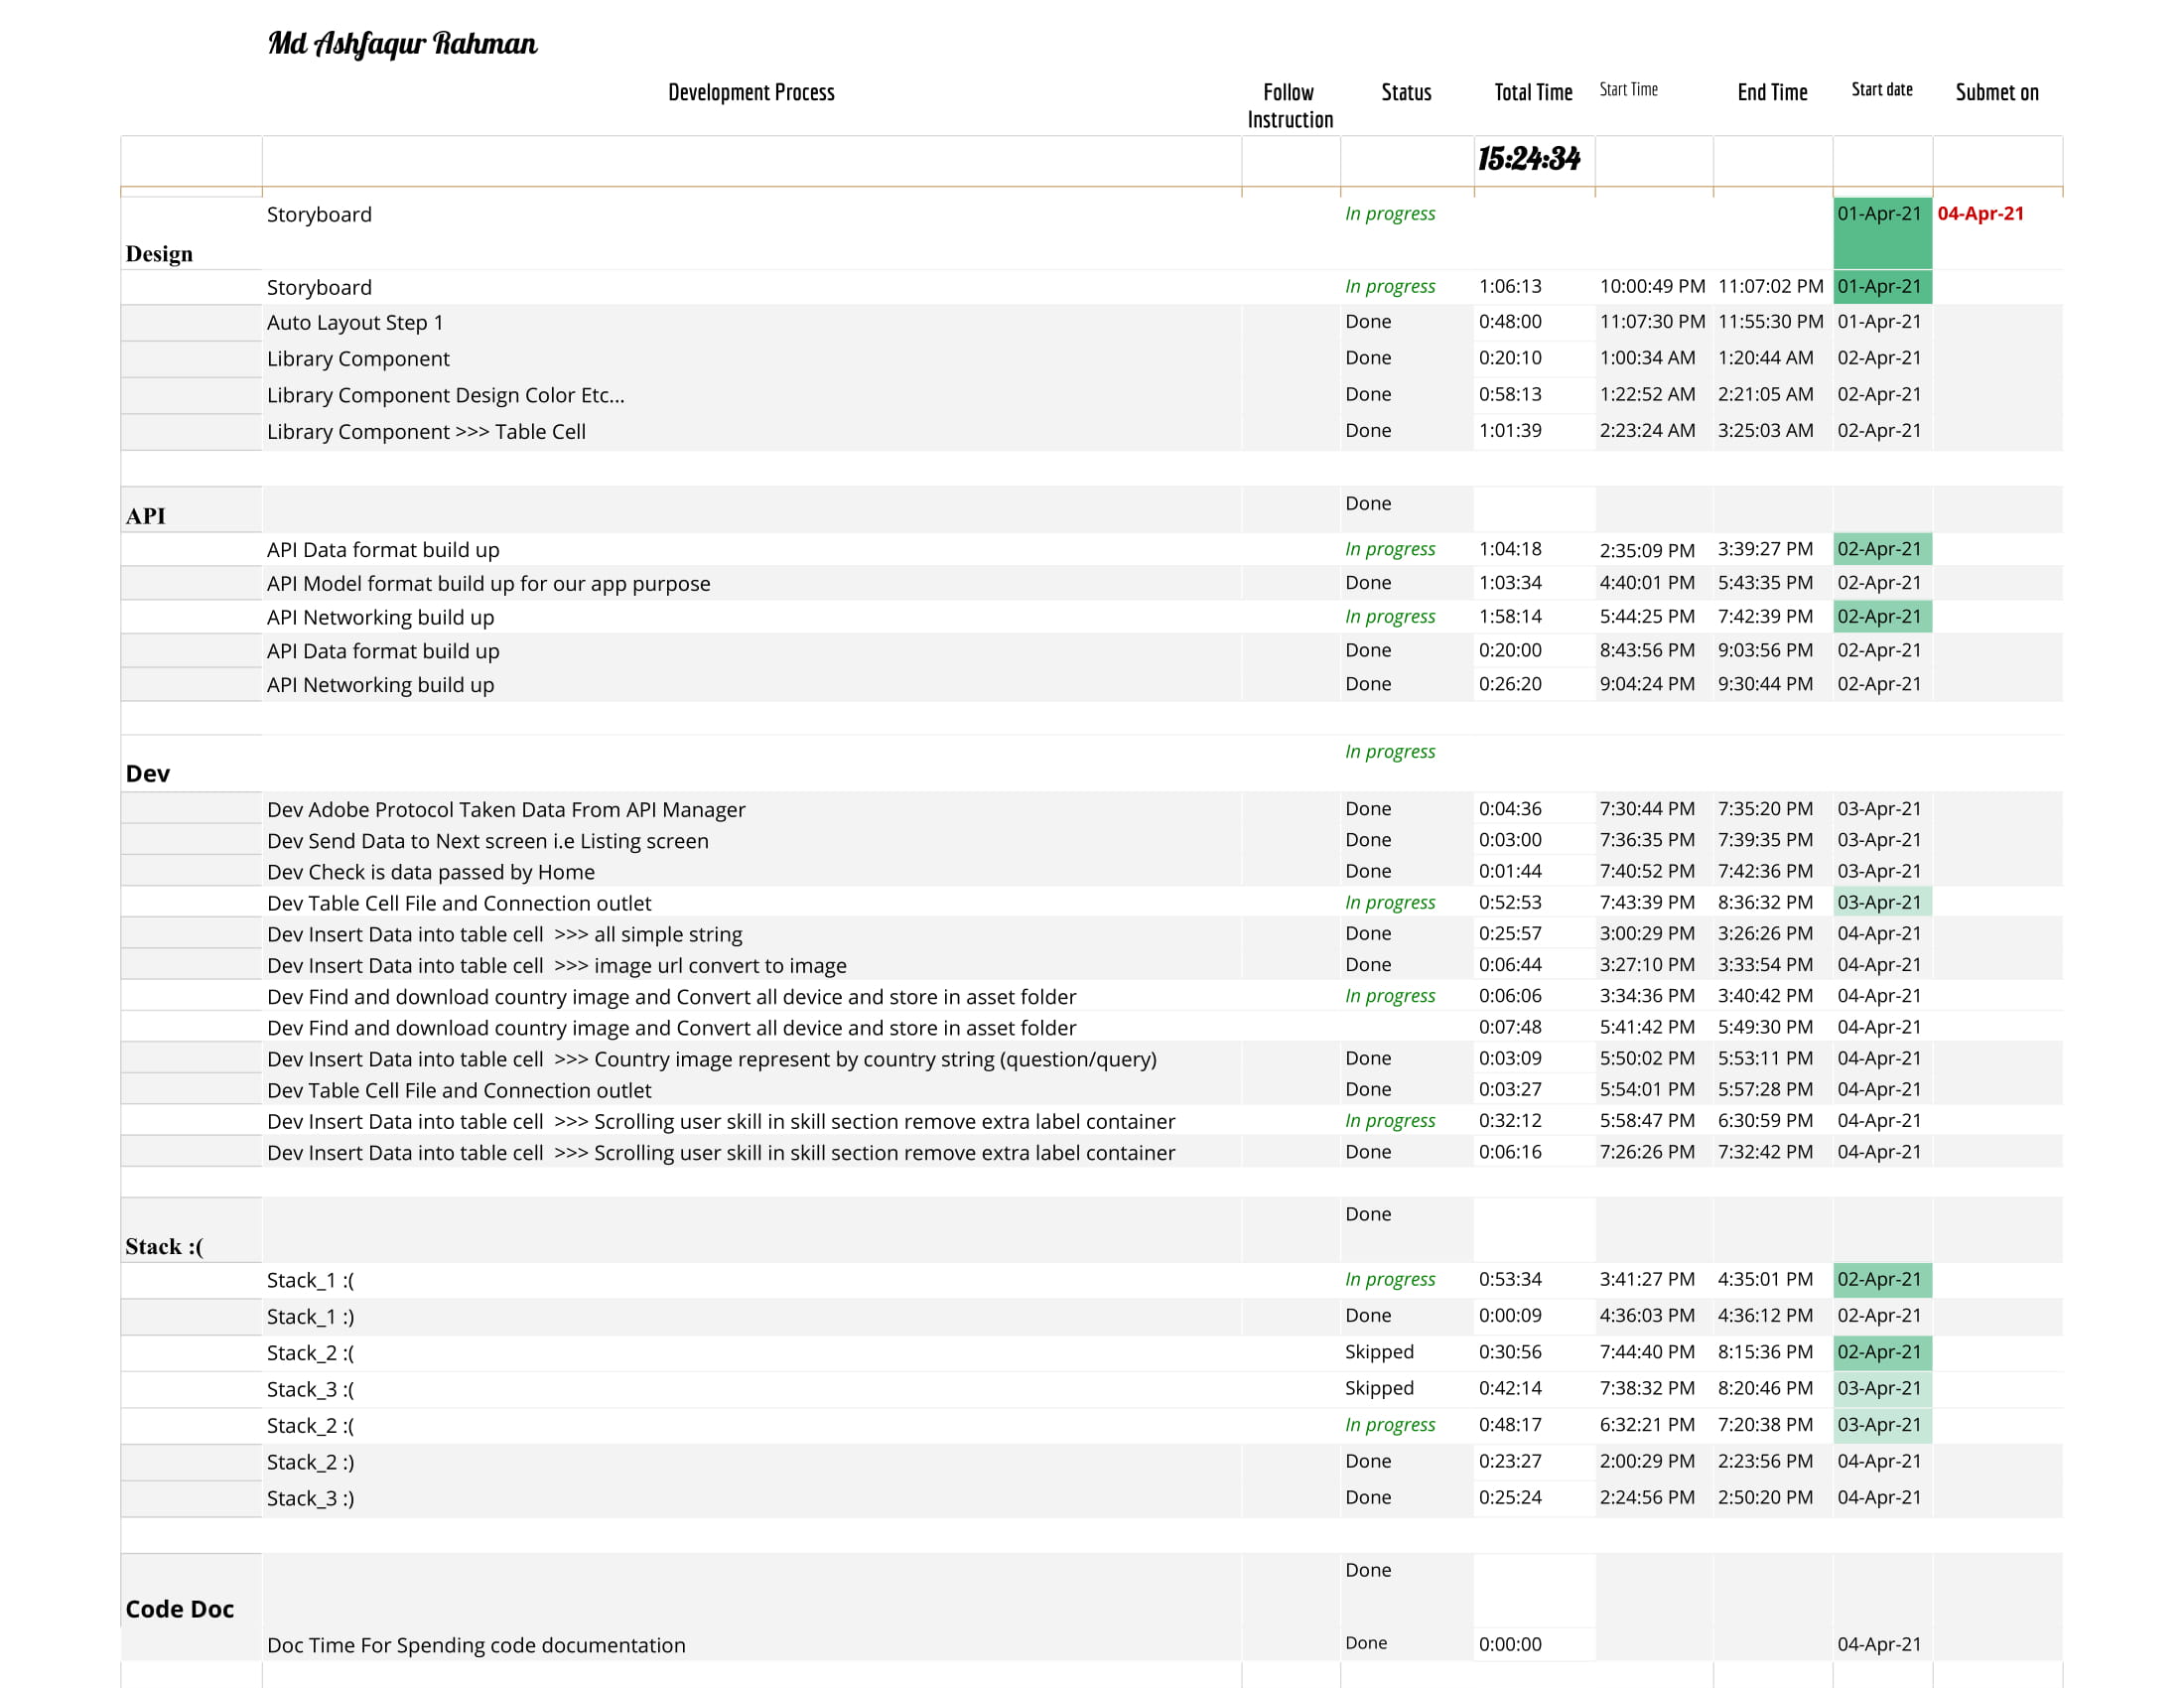 Md Ashfaqur Rahman
Development Process Follow Instruction Status Total Time Start Time End Time Start date Submet on
15:24:34
Design Storyboard In progress 01-Apr-21 04-Apr-21
Storyboard In progress 1:06:13 10:00:49 PM 11:07:02 PM 01-Apr-21
Auto Layout Step 1 Done 0:48:00 11:07:30 PM 11:55:30 PM 01-Apr-21
Library Component Done 0:20:10 1:00:34 AM 1:20:44 AM 02-Apr-21
Library Component Design Color Etc... Done 0:58:13 1:22:52 AM 2:21:05 AM 02-Apr-21
Library Component >>> Table Cell Done 1:01:39 2:23:24 AM 3:25:03 AM 02-Apr-21
API Done
API Data format build up In progress 1:04:18 2:35:09 PM 3:39:27 PM 02-Apr-21
API Model format build up for our app purpose Done 1:03:34 4:40:01 PM 5:43:35 PM 02-Apr-21
API Networking build up In progress 1:58:14 5:44:25 PM 7:42:39 PM 02-Apr-21
API Data format build up Done 0:20:00 8:43:56 PM 9:03:56 PM 02-Apr-21
API Networking build up Done 0:26:20 9:04:24 PM 9:30:44 PM 02-Apr-21
Dev In progress
Dev Adobe Protocol Taken Data From API Manager Done 0:04:36 7:30:44 PM 7:35:20 PM 03-Apr-21
Dev Send Data to Next screen i.e Listing screen Done 0:03:00 7:36:35 PM 7:39:35 PM 03-Apr-21
Dev Check is data passed by Home Done 0:01:44 7:40:52 PM 7:42:36 PM 03-Apr-21
Dev Table Cell File and Connection outlet In progress 0:52:53 7:43:39 PM 8:36:32 PM 03-Apr-21
Dev Insert Data into table cell >>> all simple string Done 0:25:57 3:00:29 PM 3:26:26 PM 04-Apr-21
Dev Insert Data into table cell >>> image url convert to image Done 0:06:44 3:27:10 PM 3:33:54 PM 04-Apr-21
Dev Find and download country image and Convert all device and store in asset folder In progress 0:06:06 3:34:36 PM 3:40:42 PM 04-Apr-21
Dev Find and download country image and Convert all device and store in asset folder 0:07:48 5:41:42 PM 5:49:30 PM 04-Apr-21
Dev Insert Data into table cell >>> Country image represent by country string (question/query) Done 0:03:09 5:50:02 PM 5:53:11 PM 04-Apr-21
Dev Table Cell File and Connection outlet Done 0:03:27 5:54:01 PM 5:57:28 PM 04-Apr-21
Dev Insert Data into table cell >>> Scrolling user skill in skill section remove extra label container In progress 0:32:12 5:58:47 PM 6:30:59 PM 04-Apr-21
Dev Insert Data into table cell >>> Scrolling user skill in skill section remove extra label container Done 0:06:16 7:26:26 PM 7:32:42 PM 04-Apr-21
Stack :( Done
Stack_1 :( In progress 0:53:34 3:41:27 PM 4:35:01 PM 02-Apr-21
Stack_1 :) Done 0:00:09 4:36:03 PM 4:36:12 PM 02-Apr-21
Stack_2 :( Skipped 0:30:56 7:44:40 PM 8:15:36 PM 02-Apr-21
Stack_3 :( Skipped 0:42:14 7:38:32 PM 8:20:46 PM 03-Apr-21
Stack_2 :( In progress 0:48:17 6:32:21 PM 7:20:38 PM 03-Apr-21
Stack_2 :) Done 0:23:27 2:00:29 PM 2:23:56 PM 04-Apr-21
Stack_3 :) Done 0:25:24 2:24:56 PM 2:50:20 PM 04-Apr-21
Code Doc Done
Doc Time For Spending code documentation Done 0:00:00 04-Apr-21